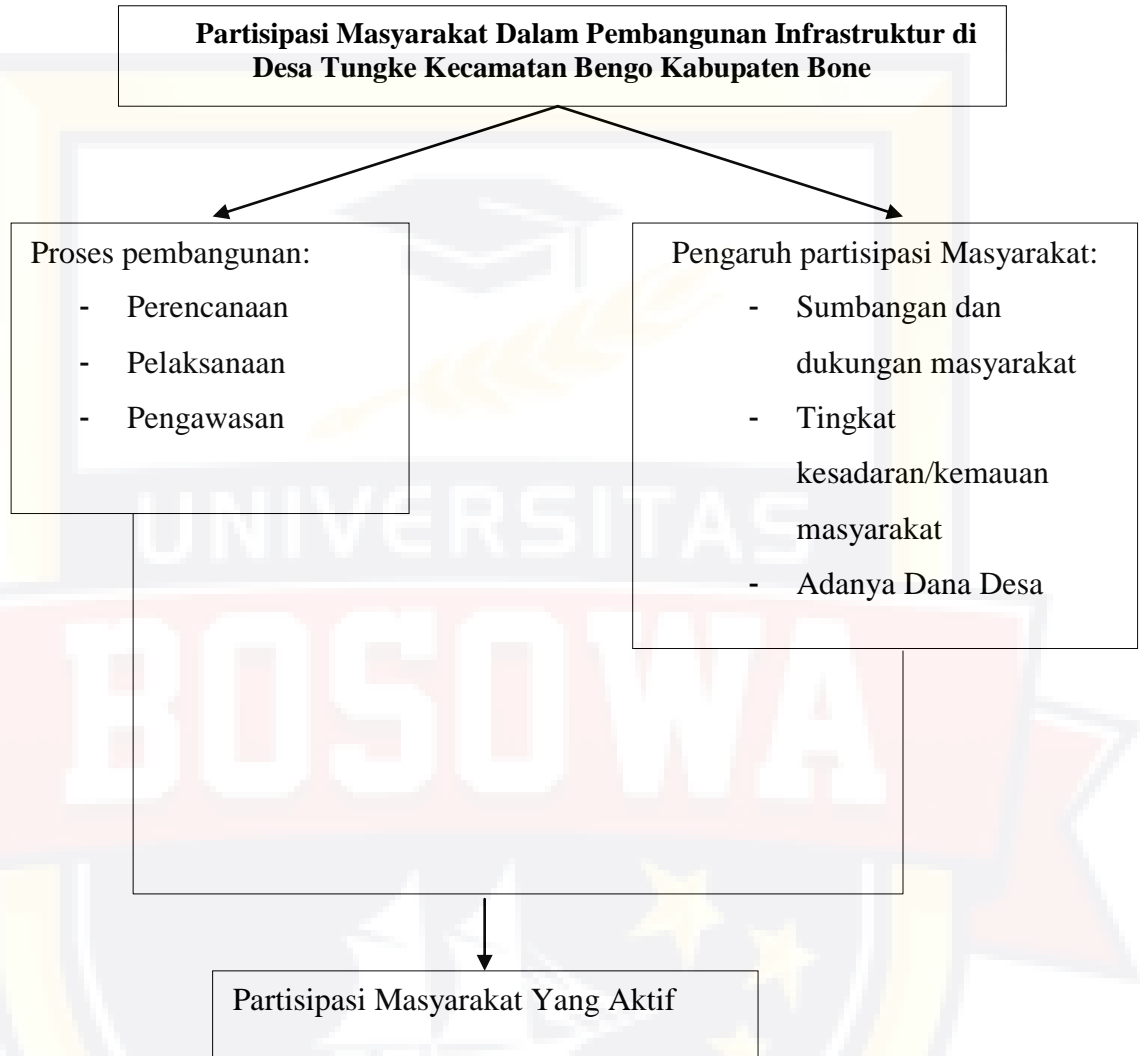 Partisipasi Masyarakat Dalam Pembangunan Infrastruktur di
Desa Tungke Kecamatan Bengo Kabupaten Bone
Proses pembangunan:
- Perencanaan
- Pelaksanaan
- Pengawasan
Pengaruh partisipasi Masyarakat:
- Sumbangan dan
dukungan masyarakat
- Tingkat
kesadaran/kemauan
masyarakat
- Adanya Dana Desa
UNIVERSITAS
BOSOWA
Partisipasi Masyarakat Yang Aktif